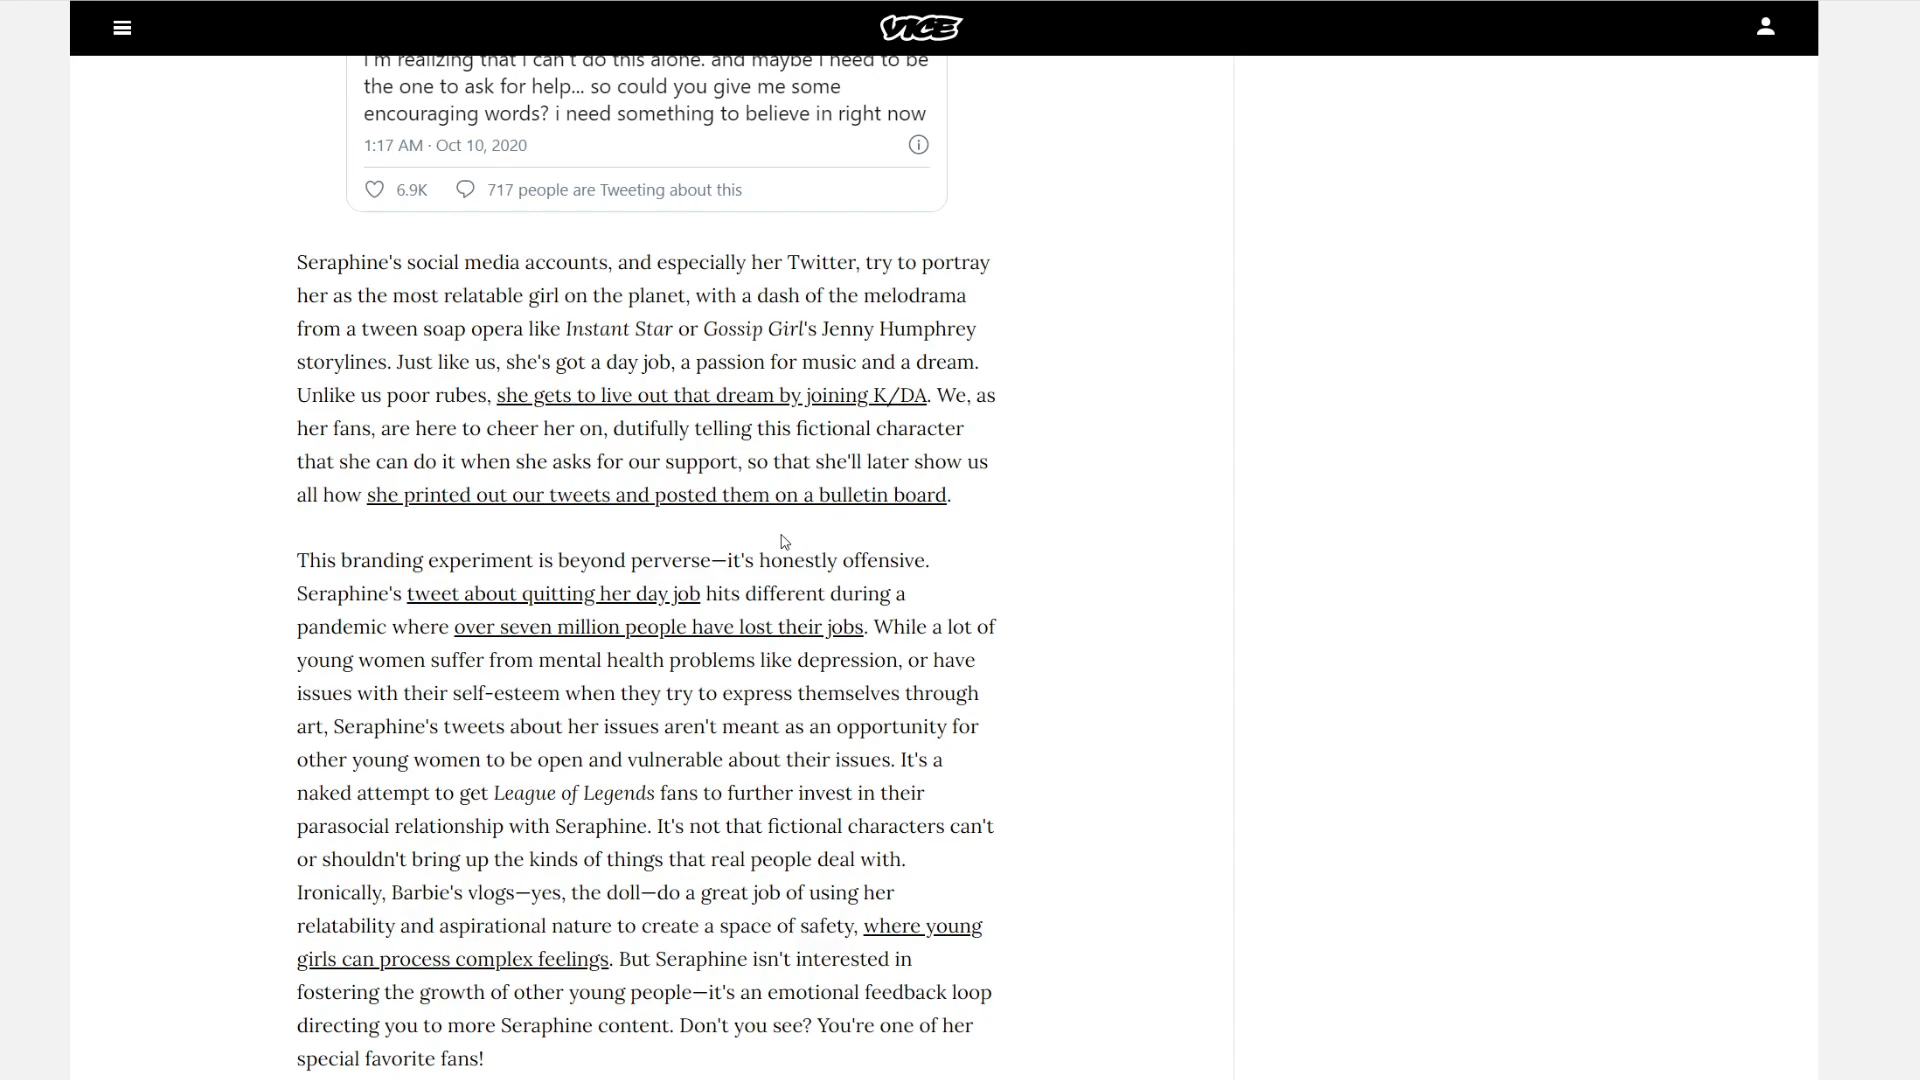 VICE
I'm realizing that I can't do this alone. and maybe I need to be
the one to ask for help... so could you give me some
encouraging words? i need something to believe in right now
1:17 AM · Oct 10, 2020
6.9K 717 people are Tweeting about this
Seraphine's social media accounts, and especially her Twitter, try to portray
her as the most relatable girl on the planet, with a dash of the melodrama
from a tween soap opera like Instant Star or Gossip Girl's Jenny Humphrey
storylines. Just like us, she's got a day job, a passion for music and a dream.
Unlike us poor rubes, she gets to live out that dream by joining K/DA. We, as
her fans, are here to cheer her on, dutifully telling this fictional character
that she can do it when she asks for our support, so that she'll later show us
all how she printed out our tweets and posted them on a bulletin board.
This branding experiment is beyond perverse—it's honestly offensive.
Seraphine's tweet about quitting her day job hits different during a
pandemic where over seven million people have lost their jobs. While a lot of
young women suffer from mental health problems like depression, or have
issues with their self-esteem when they try to express themselves through
art, Seraphine's tweets about her issues aren't meant as an opportunity for
other young women to be open and vulnerable about their issues. It's a
naked attempt to get League of Legends fans to further invest in their
parasocial relationship with Seraphine. It's not that fictional characters can't
or shouldn't bring up the kinds of things that real people deal with.
Ironically, Barbie's vlogs—yes, the doll—do a great job of using her
relatability and aspirational nature to create a space of safety, where young
girls can process complex feelings. But Seraphine isn't interested in
fostering the growth of other young people—it's an emotional feedback loop
directing you to more Seraphine content. Don't you see? You're one of her
special favorite fans!